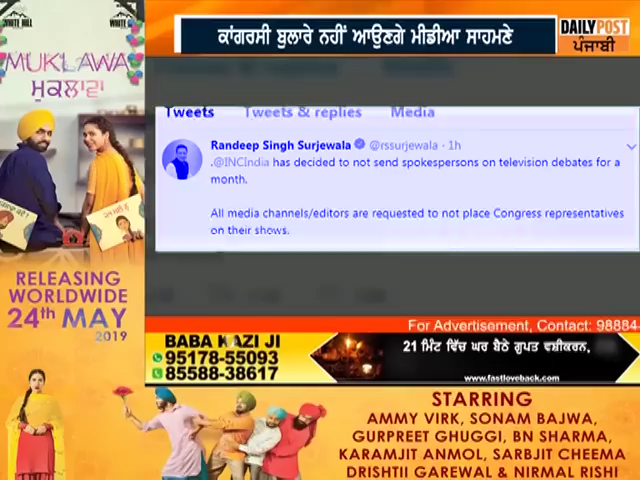 WHITE HILL
WHITE HILL
MUKLAWA
ਮੁਕਲਾਵਾ
RELEASING
WORLDWIDE
24th MAY
2019
ਕਾਂਗਰਸੀ ਬੁਲਾਰੇ ਨਹੀਂ ਆਉਣਗੇ ਮੀਡੀਆ ਸਾਹਮਣੇ
DAILY POST
ਪੰਜਾਬੀ
Tweets Tweets & replies Media
Randeep Singh Surjewala @rssurjewala · 1h
.@INCIndia has decided to not send spokespersons on television debates for a
month.
All media channels/editors are requested to not place Congress representatives
on their shows.
For Advertisement, Contact: 98884-
BABA KAZI JI
95178-55093
85588-38617
21 ਮਿੰਟ ਵਿੱਚ ਘਰ ਬੈਠੇ ਗੁਪਤ ਵਸ਼ੀਕਰਨ,
www.fastloveback.com
STARRING
AMMY VIRK, SONAM BAJWA,
GURPREET GHUGGI, BN SHARMA,
KARAMJIT ANMOL, SARBJIT CHEEMA
DRISHTII GAREWAL & NIRMAL RISHI